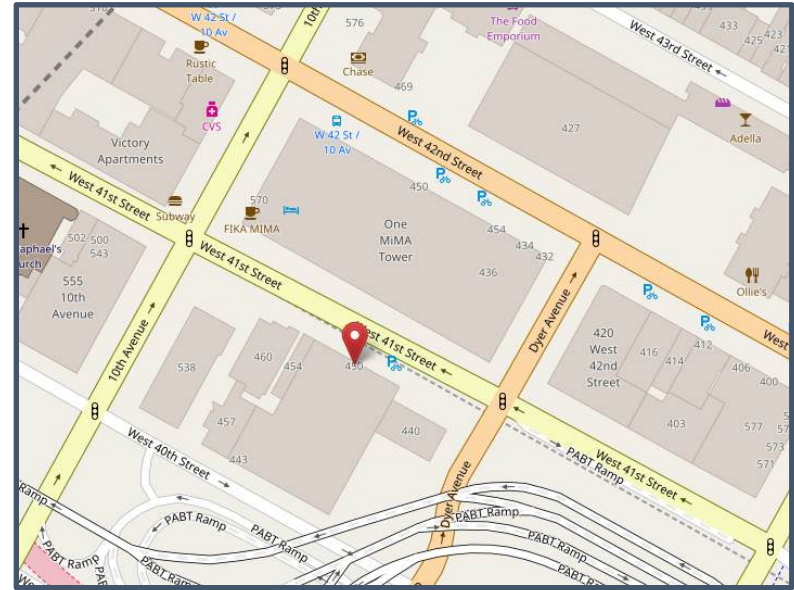 W 42 St /
10 Av
10th
576
The Food
Emporium
West 43rd Street
433
425
423
Rustic
Table
Chase
469
CVS
W 42 St /
10 Av
West 42nd Street
427
Adella
Victory
Apartments
West 41st Street
450
570
Subway
FIKA MIMA
One
MiMA
Tower
454
434
432
436
502
500
543
555
10th
Avenue
West 41st Street
Ollie's
10th Avenue
Dyer Avenue
West
538
460
454
450
West 41st Street
420
West
42nd
Street
416
414
412
406
400
403
457
443
440
577
573
571
West 40th Street
West 41st Street
PABT Ramp
Ramp
PABT Ramp
PABT Ramp
Dyer Avenue
PABT Ramp
PABT Ramp
PABT Ramp
PABT Ramp
PABT Ramp